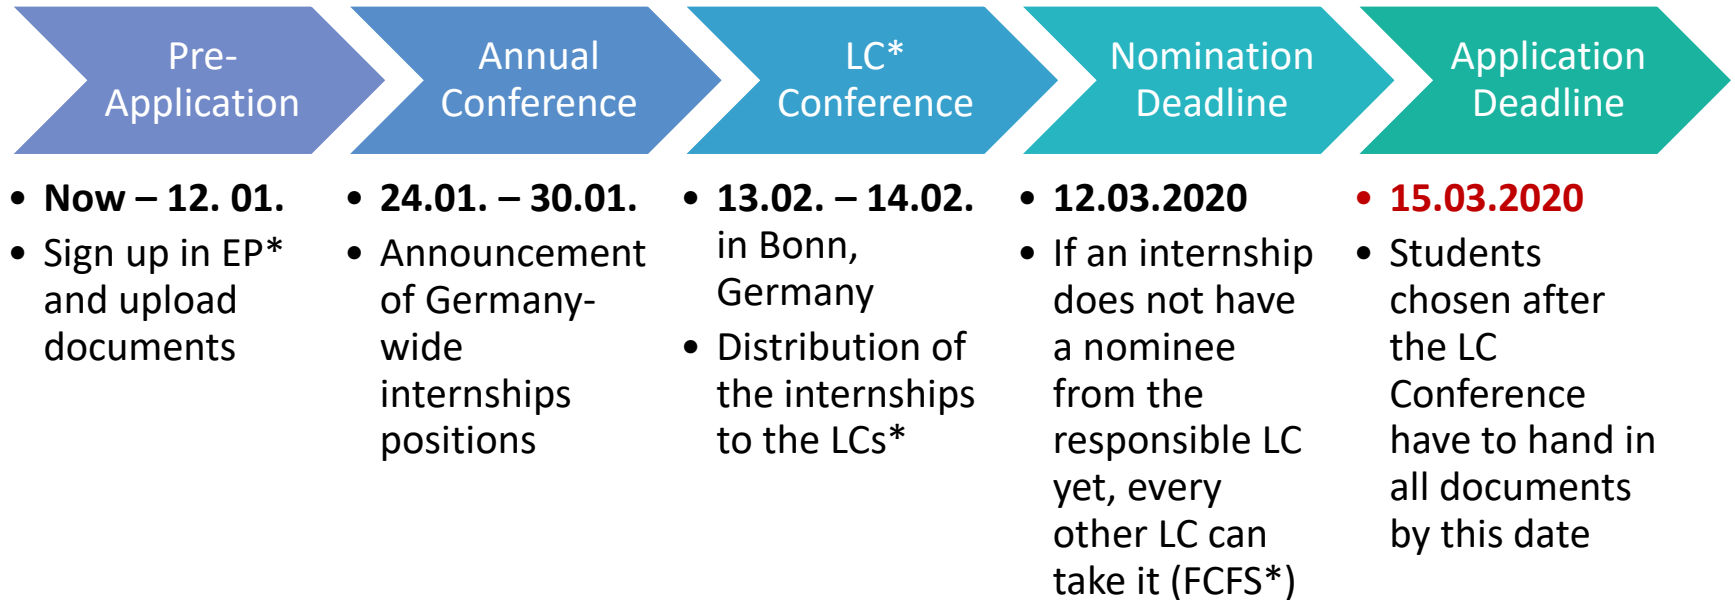 Pre-
Application
Annual
Conference
LC*
Conference
Nomination
Deadline
Application
Deadline
• Now – 12. 01.
• Sign up in EP*
and upload
documents
• 24.01. – 30.01.
• Announcement
of Germany-
wide
internships
positions
• 13.02. – 14.02.
in Bonn,
Germany
• Distribution of
the internships
to the LCs*
• 12.03.2020
• If an internship
does not have
a nominee
from the
responsible LC
yet, every
other LC can
take it (FCFS*)
• 15.03.2020
• Students
chosen after
the LC
Conference
have to hand in
all documents
by this date